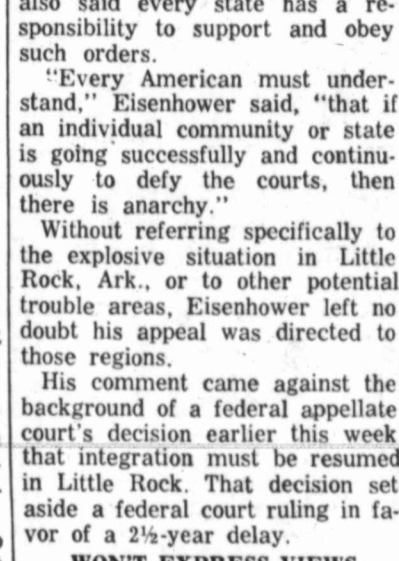 also said every state has a re-
sponsibility to support and obey
such orders.
"Every American must under-
stand," Eisenhower said, "that if
an individual community or state
is going successfully and continu-
ously to defy the courts, then
there is anarchy."
Without referring specifically to
the explosive situation in Little
Rock, Ark., or to other potential
trouble areas, Eisenhower left no
doubt his appeal was directed to
those regions.
His comment came against the
background of a federal appellate
court's decision earlier this week
that integration must be resumed
in Little Rock. That decision set
aside a federal court ruling in fa-
vor of a 2½-year delay.
WON'T EXPRESS VIEWS